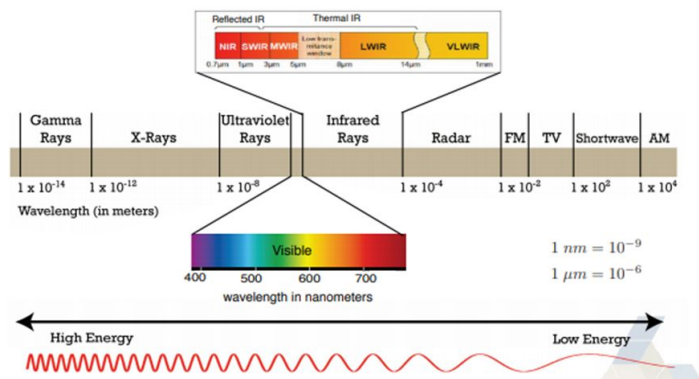 Reflected IR Thermal IR
NIR SWIR MWIR Low trans-mittance window LWIR VLWIR
0.7μm 1μm 3μm 5μm 8μm 14μm 1mm
Gamma Rays X-Rays Ultraviolet Rays Infrared Rays Radar FM TV Shortwave AM
1 x 10⁻¹⁴ 1 x 10⁻¹² 1 x 10⁻⁸ 1 x 10⁻⁴ 1 x 10⁻² 1 x 10² 1 x 10⁴
Wavelength (in meters)
Visible
400 500 600 700
wavelength in nanometers
1 nm = 10⁻⁹
1 μm = 10⁻⁶
High Energy Low Energy